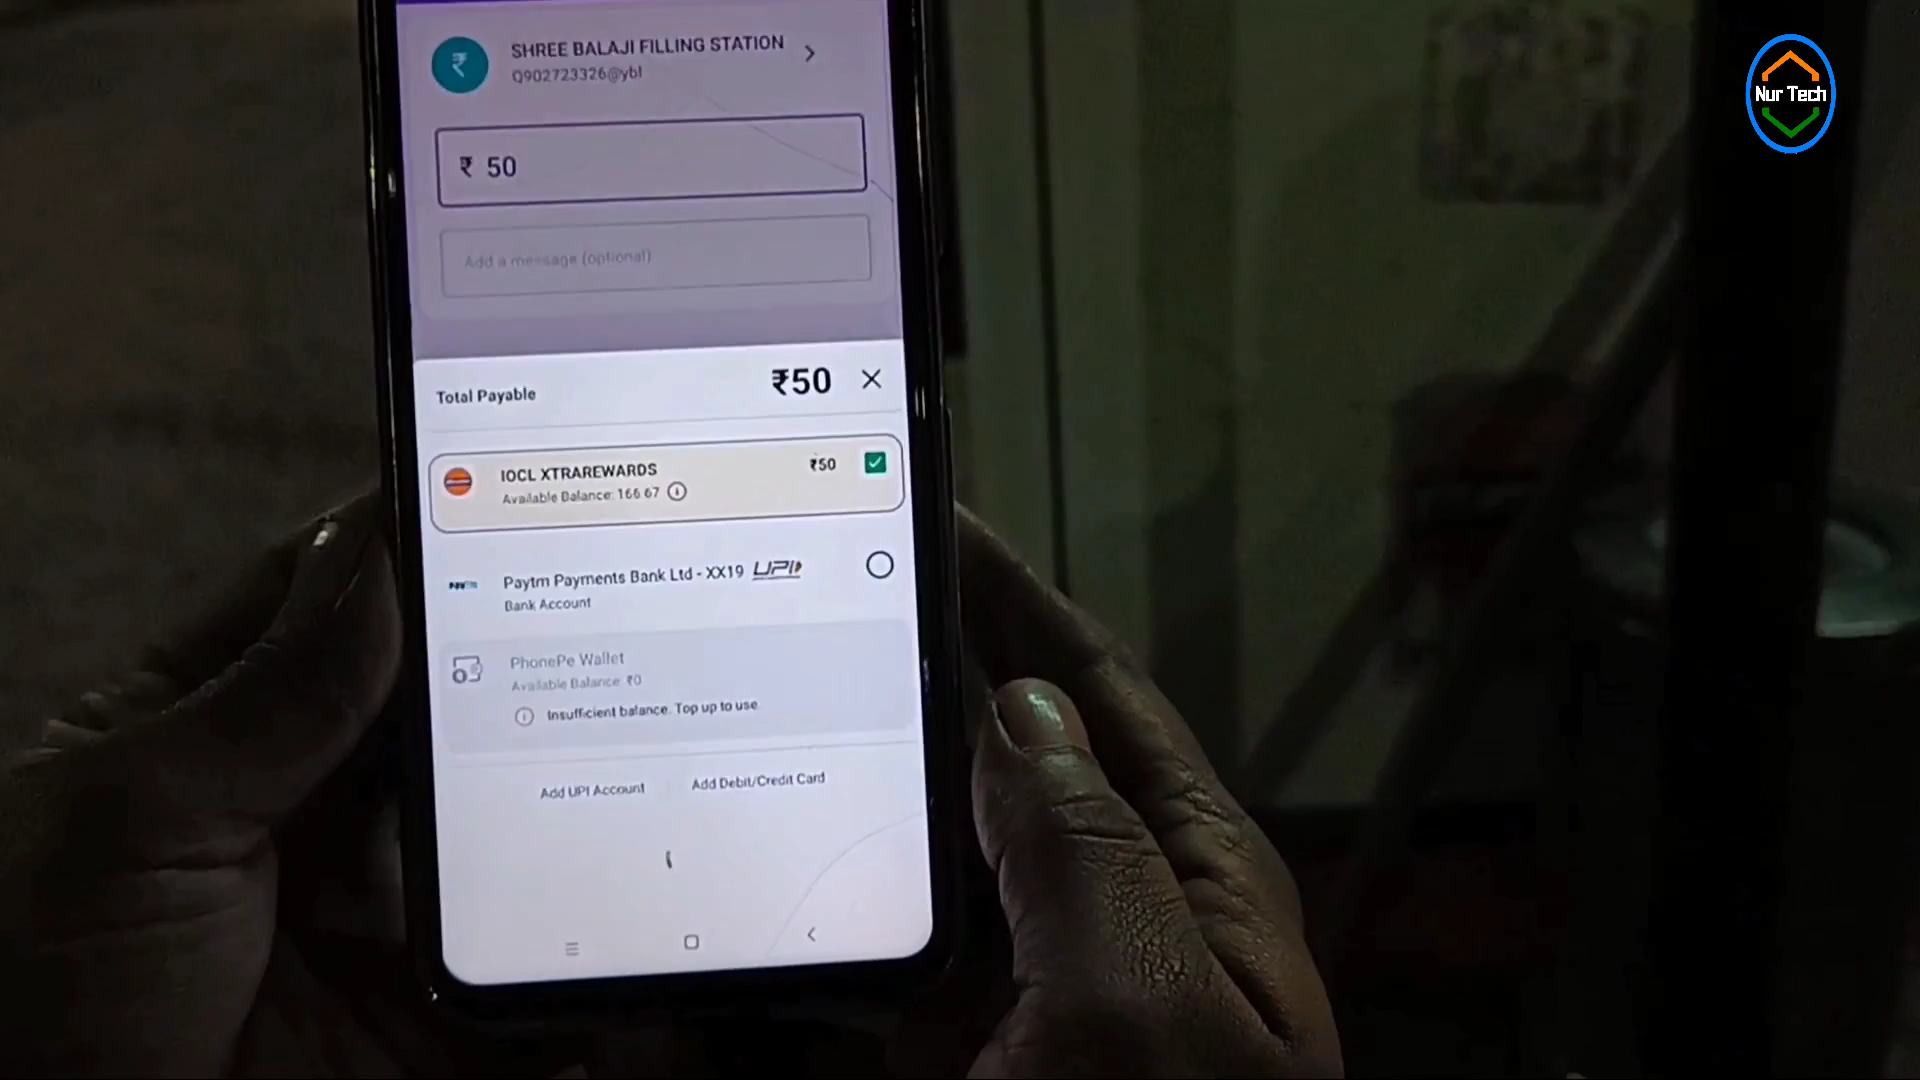 SHREE BALAJI FILLING STATION
Q902723326@ybl
₹ 50
Add a message (optional)
Total Payable ₹50
IOCL XTRAREWARDS ₹50
Available Balance: 166.67
Paytm Payments Bank Ltd - XX19 UPI
Bank Account
PhonePe Wallet
Available Balance: ₹0
Insufficient balance. Top up to use
Add UPI Account Add Debit/Credit Card
Nur Tech